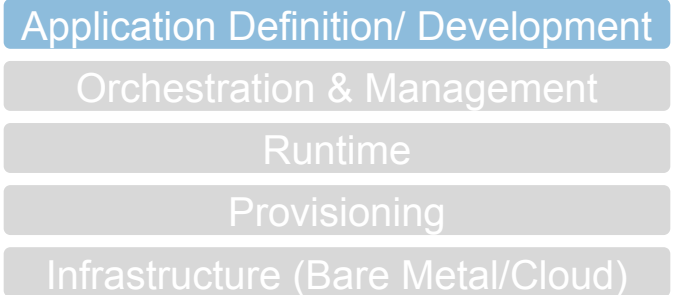 Application Definition/ Development
Orchestration & Management
Runtime
Provisioning
Infrastructure (Bare Metal/Cloud)